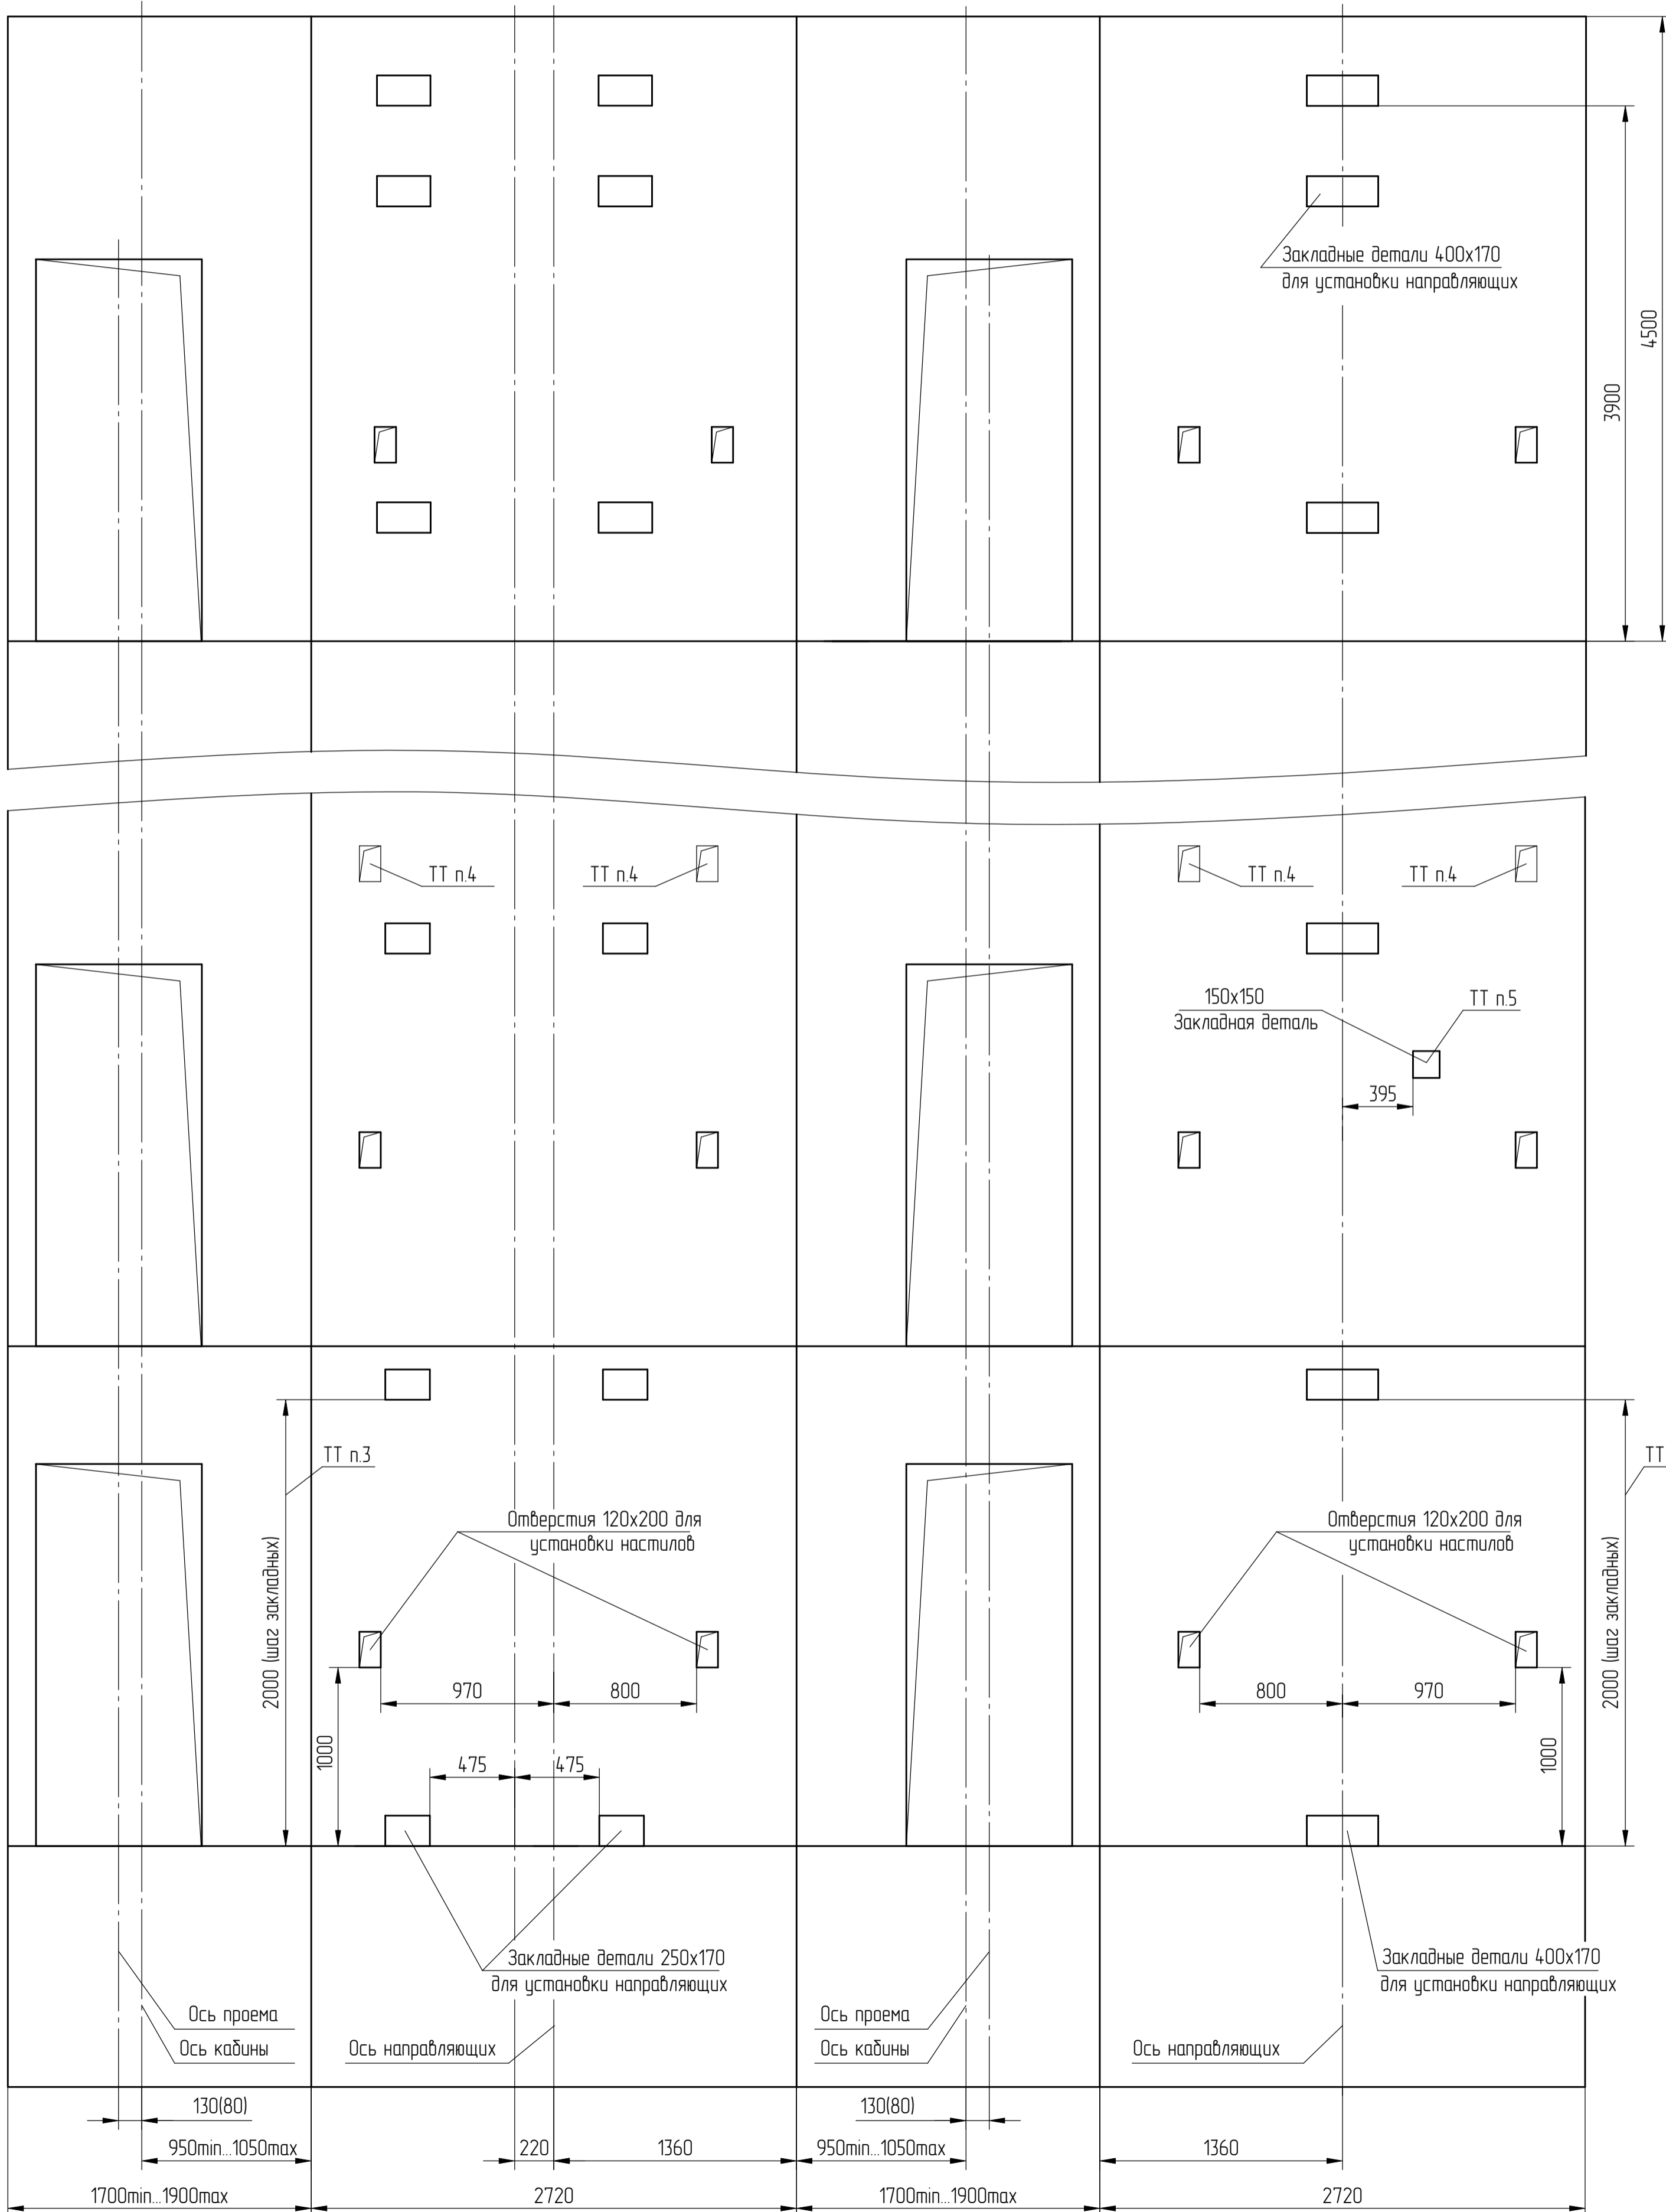 Закладные детали 400х170
для установки направляющих
4500
3900
ТТ п.4
ТТ п.4
ТТ п.4
ТТ п.4
150х150
Закладная деталь
ТТ п.5
395
ТТ п.3
ТТ
2000 (шаг закладных)
Отверстия 120х200 для
установки настилов
Отверстия 120х200 для
установки настилов
2000 (шаг закладных)
970
800
800
970
1000
475
475
1000
Закладные детали 250х170
для установки направляющих
Закладные детали 400х170
для установки направляющих
Ось проема
Ось кабины
Ось направляющих
Ось проема
Ось кабины
Ось направляющих
130(80)
130(80)
950min...1050max
220
1360
950min...1050max
1360
1700min...1900max
2720
1700min...1900max
2720